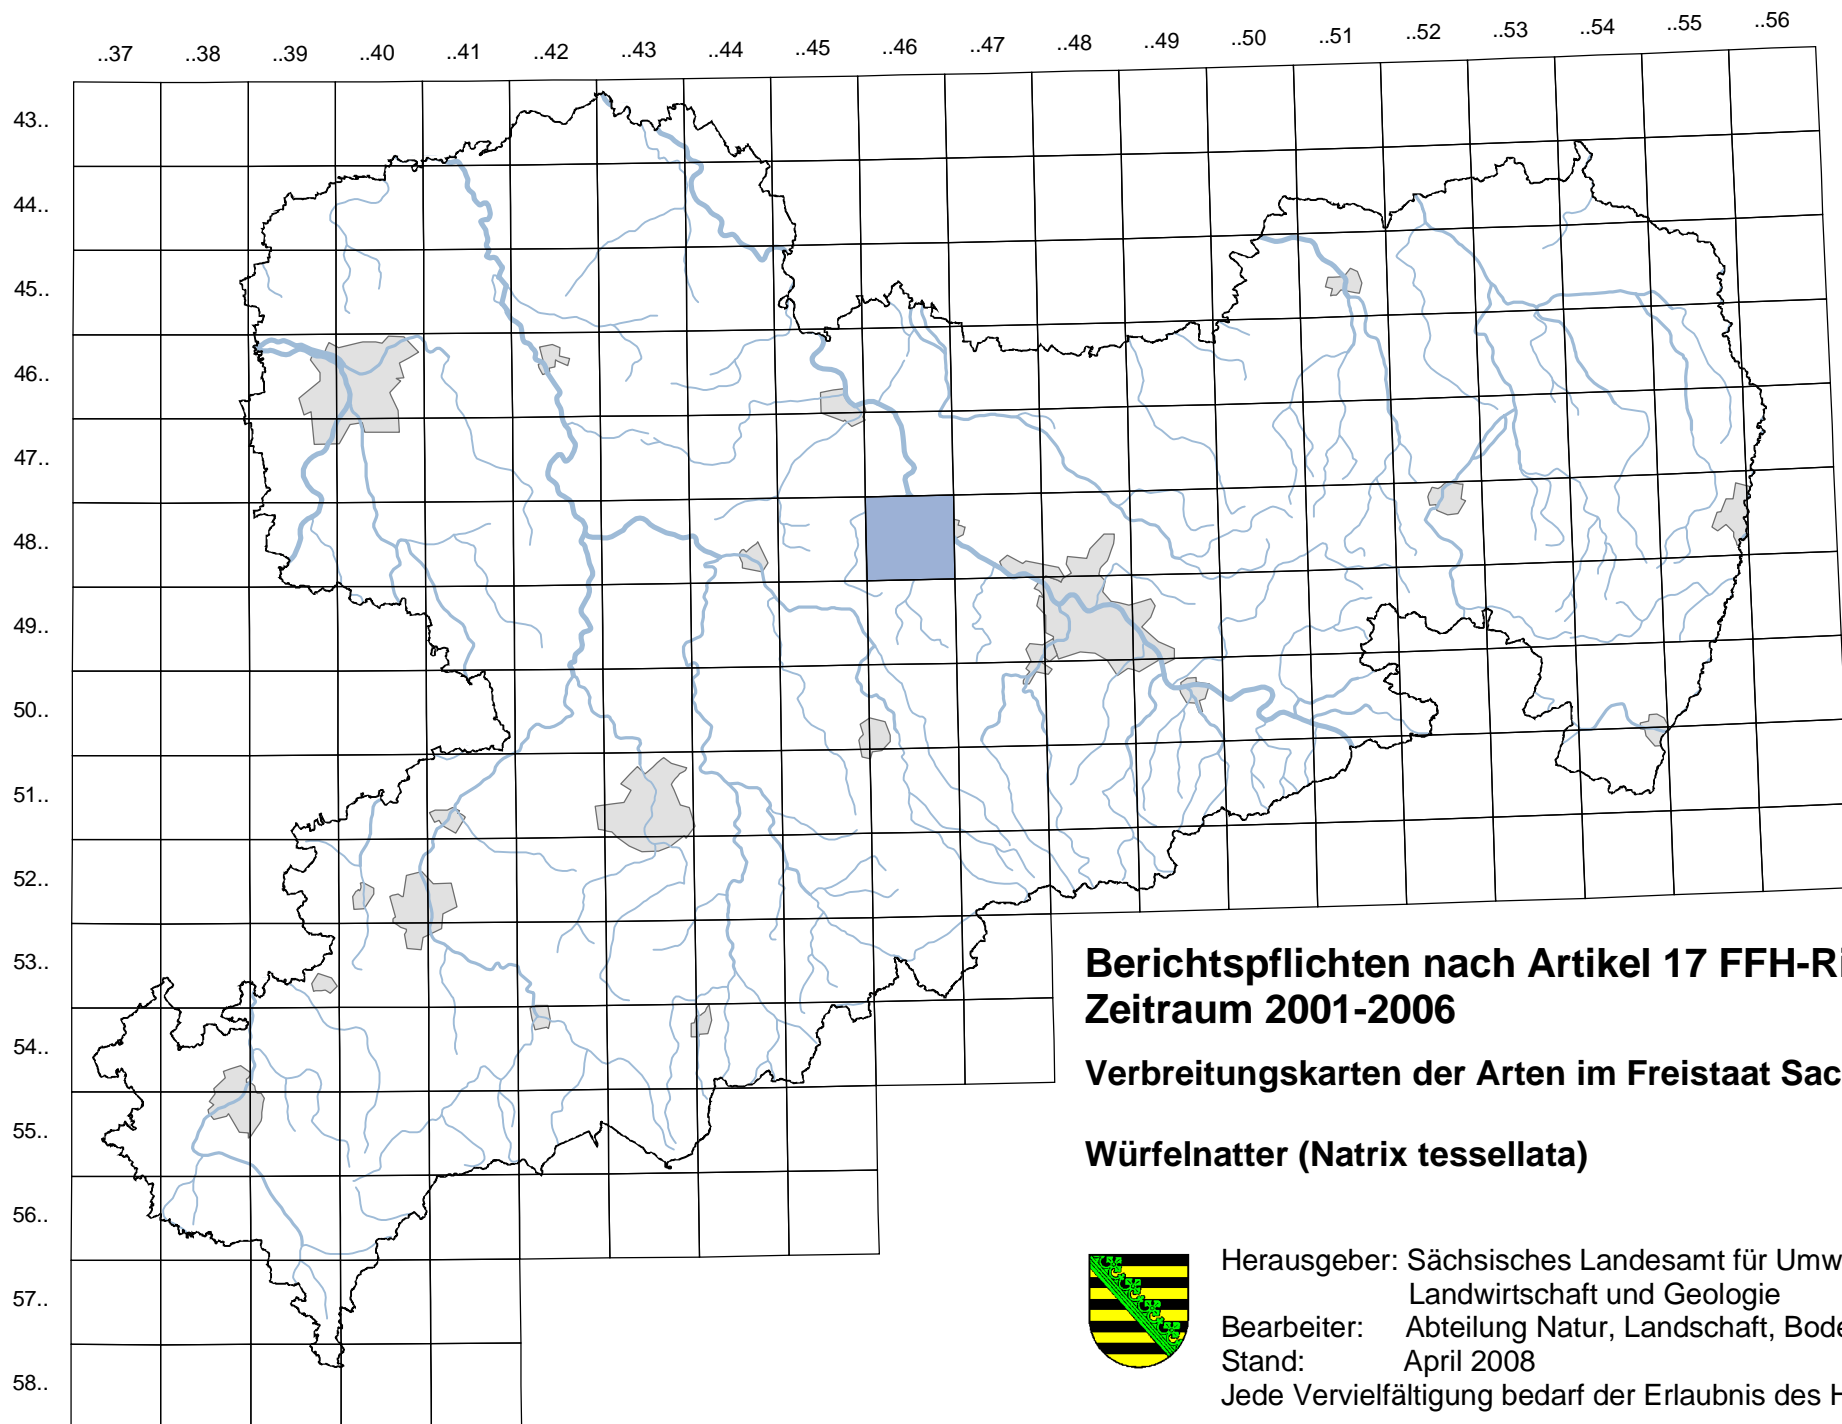 ..37 ..38 ..39 ..40 ..41 ..42 ..43 ..44 ..45 ..46 ..47 ..48 ..49 ..50 ..51 ..52 ..53 ..54 ..55 ..56
43..
44..
45..
46..
47..
48..
49..
50..
51..
52..
53..
54..
55..
56..
57..
58..
Berichtspflichten nach Artikel 17 FFH-Ri
Zeitraum 2001-2006
Verbreitungskarten der Arten im Freistaat Sac
Würfelnatter (Natrix tessellata)
Herausgeber: Sächsisches Landesamt für Umw
Landwirtschaft und Geologie
Bearbeiter: Abteilung Natur, Landschaft, Bode
Stand: April 2008
Jede Vervielfältigung bedarf der Erlaubnis des H